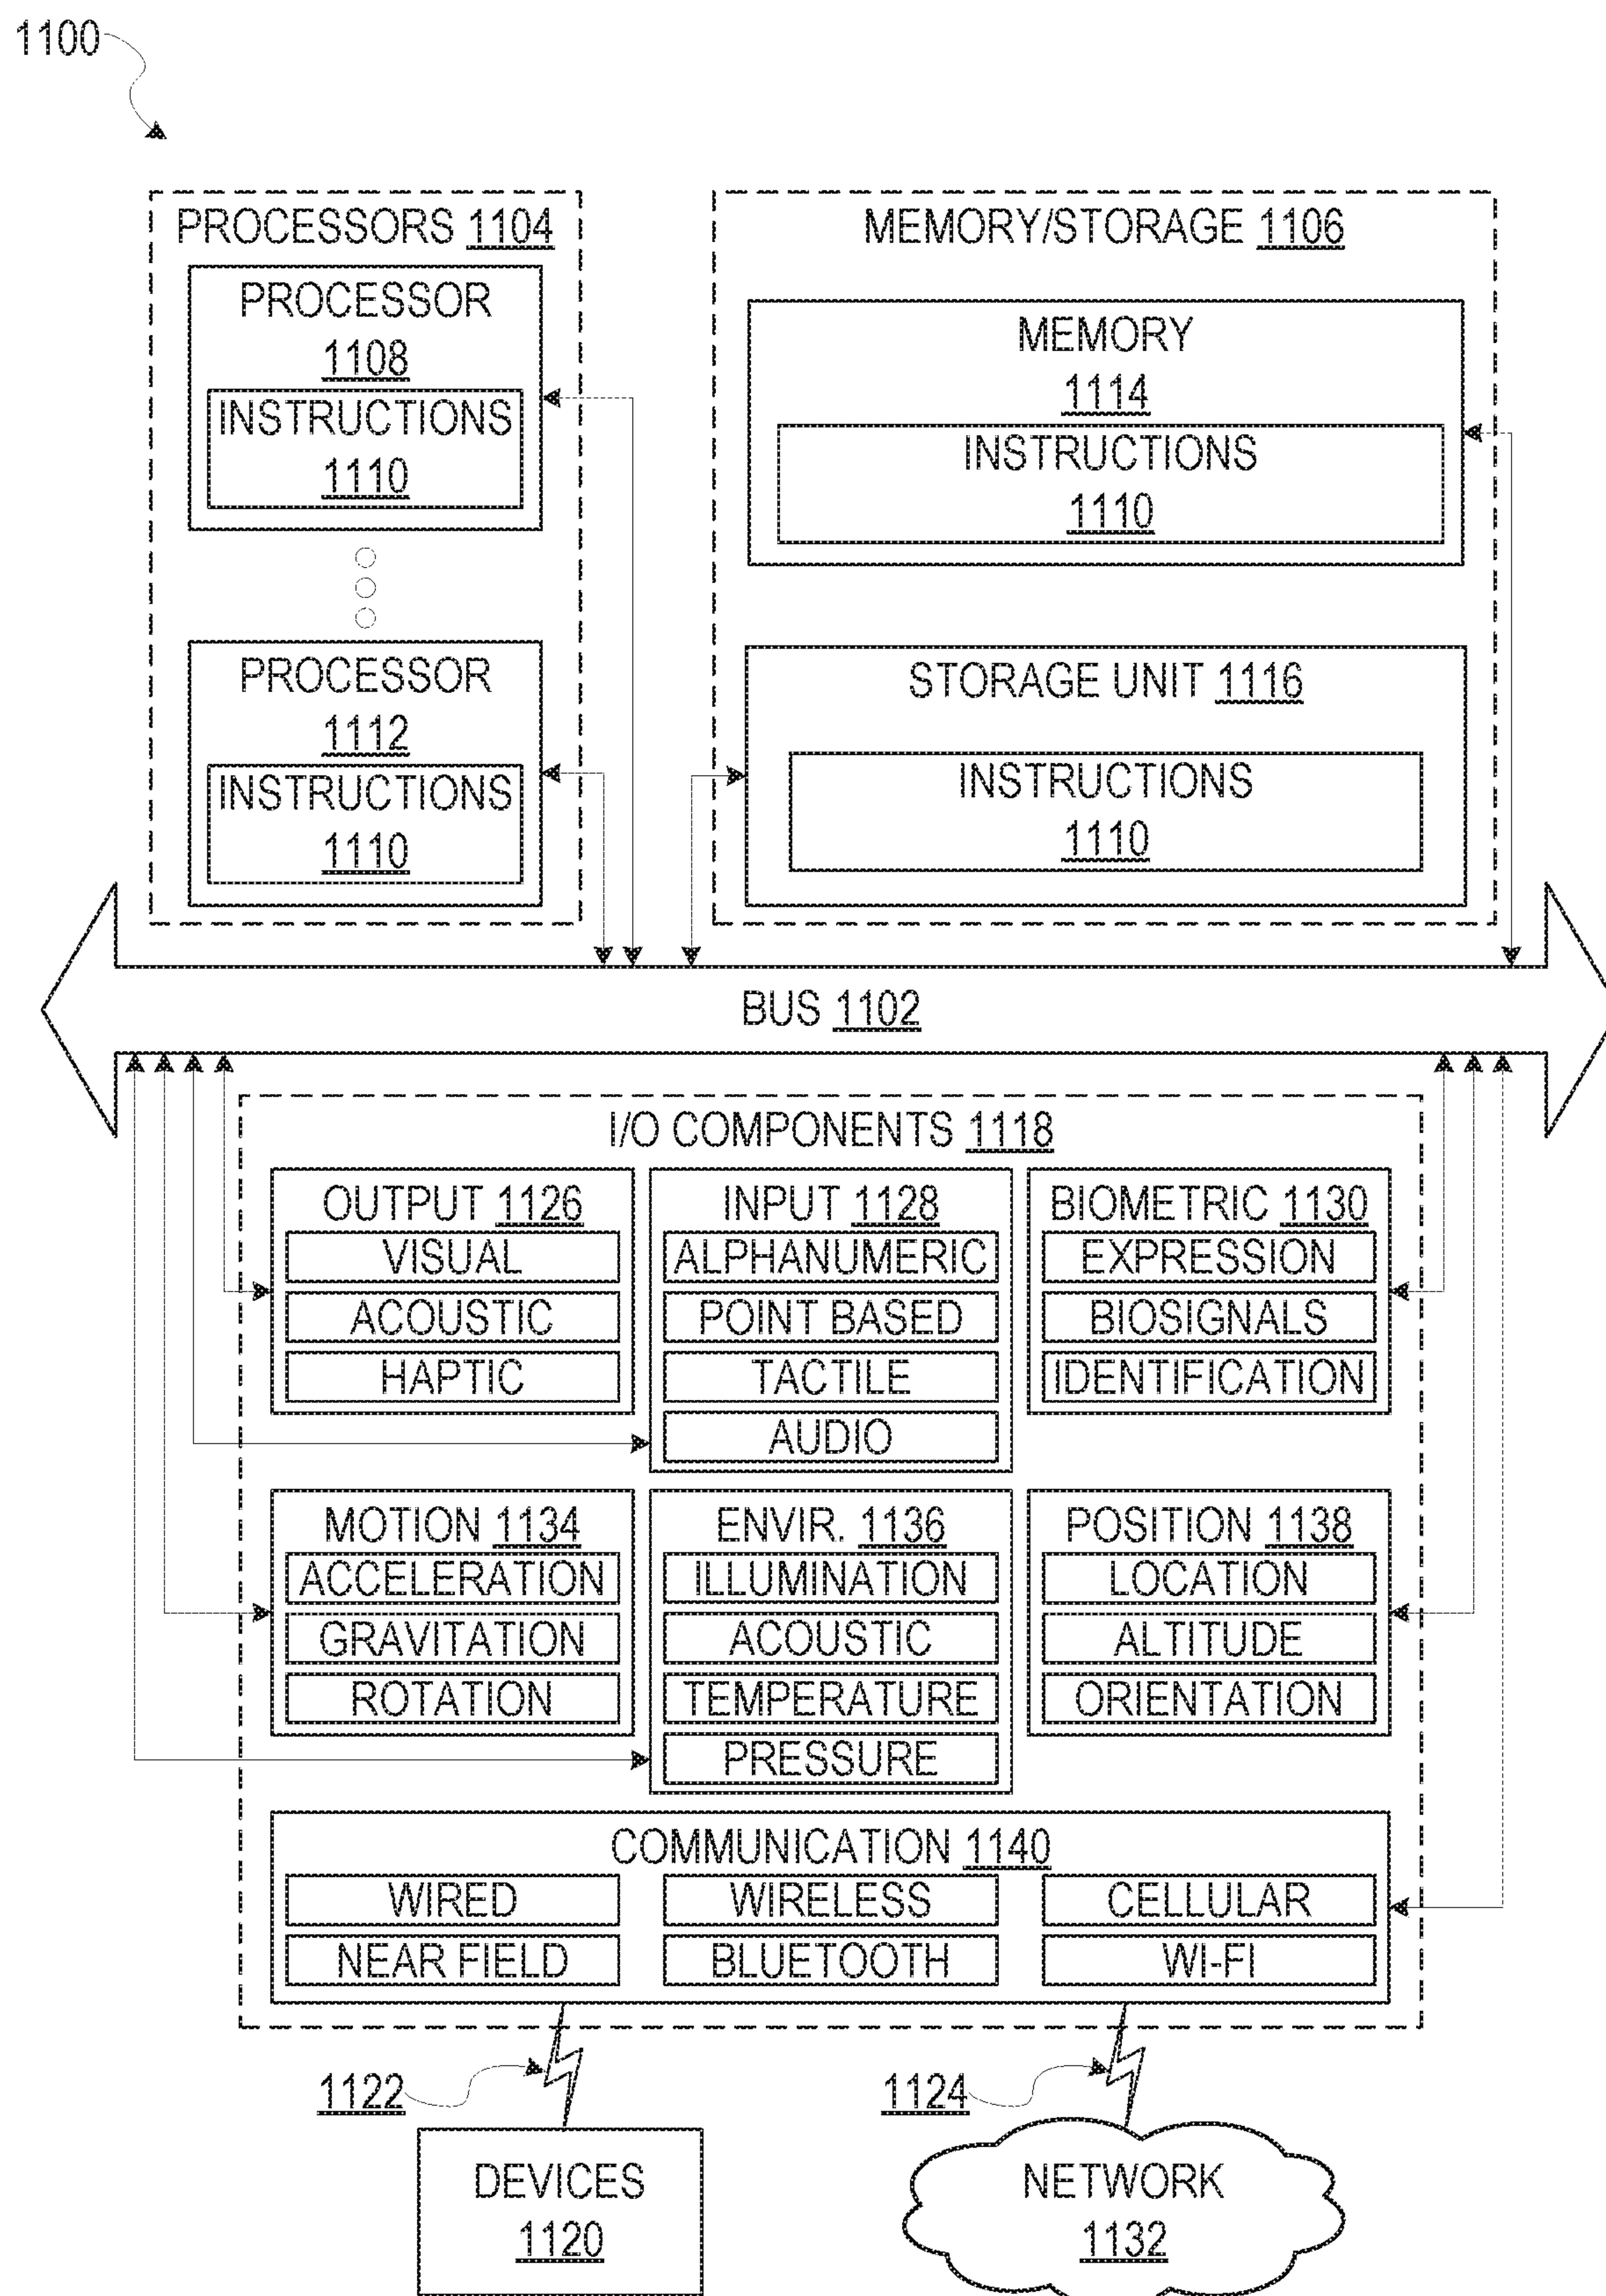 1100
PROCESSORS 1104
PROCESSOR
1108
INSTRUCTIONS
1110
PROCESSOR
1112
INSTRUCTIONS
1110
MEMORY/STORAGE 1106
MEMORY
1114
INSTRUCTIONS
1110
STORAGE UNIT 1116
INSTRUCTIONS
1110
BUS 1102
I/O COMPONENTS 1118
OUTPUT 1126
VISUAL
ACOUSTIC
HAPTIC
INPUT 1128
ALPHANUMERIC
POINT BASED
TACTILE
AUDIO
BIOMETRIC 1130
EXPRESSION
BIOSIGNALS
IDENTIFICATION
MOTION 1134
ACCELERATION
GRAVITATION
ROTATION
ENVIR. 1136
ILLUMINATION
ACOUSTIC
TEMPERATURE
PRESSURE
POSITION 1138
LOCATION
ALTITUDE
ORIENTATION
COMMUNICATION 1140
WIRED
WIRELESS
CELLULAR
NEAR FIELD
BLUETOOTH
WI-FI
1122
1124
DEVICES
1120
NETWORK
1132